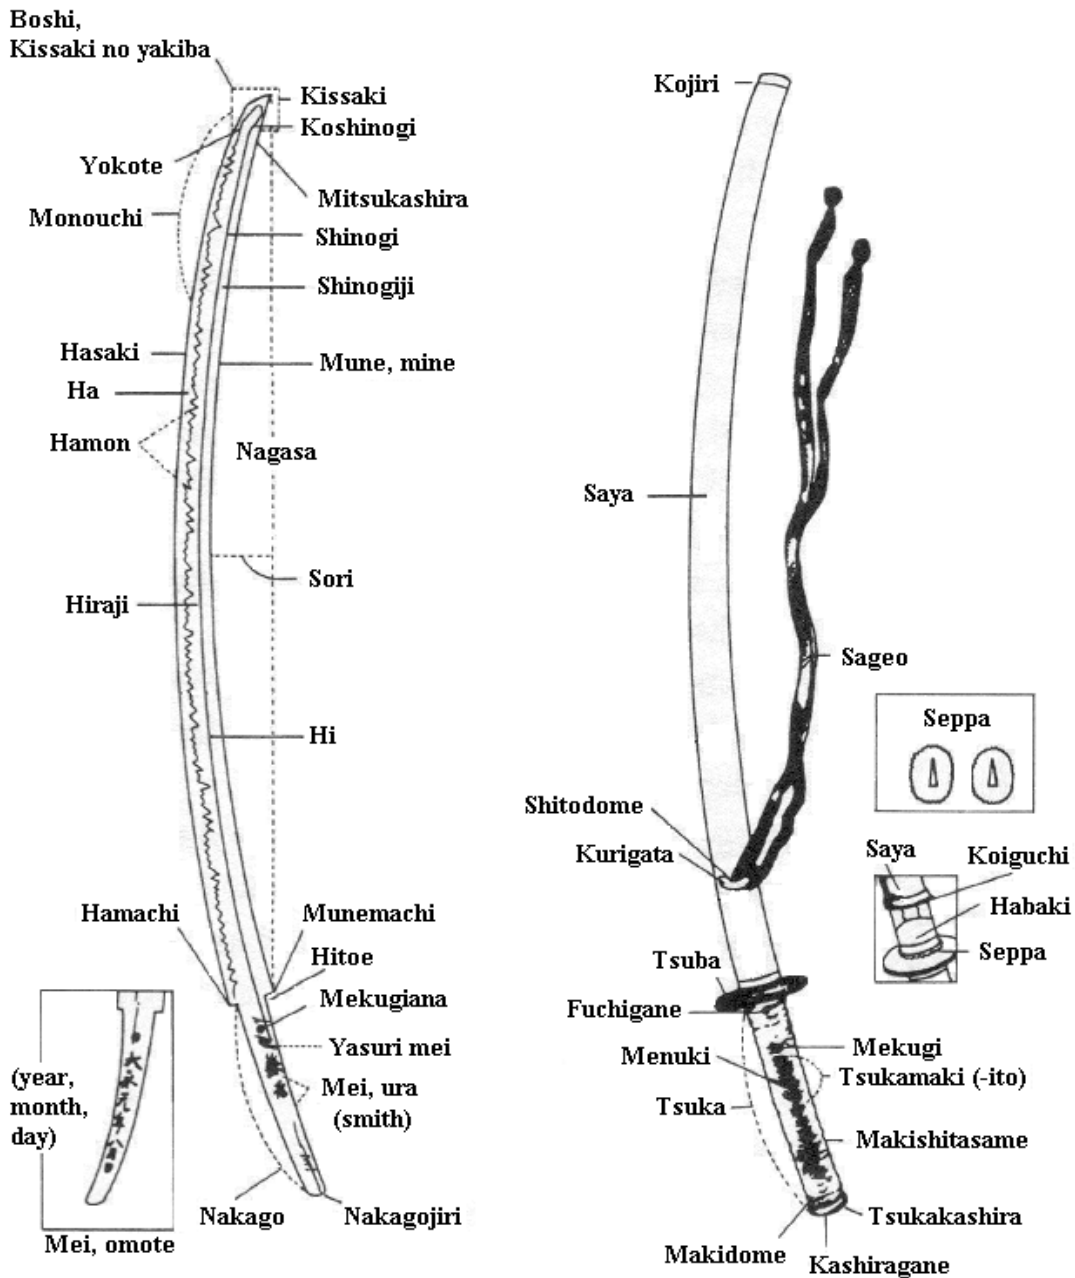 Boshi,
Kissaki no yakiba
Kissaki
Koshinogi
Yokote
Mitsukashira
Monouchi
Shinogi
Shinogiji
Hasaki
Mune, mine
Ha
Hamon
Nagasa
Sori
Hiraji
Hi
Hamachi
Munemachi
Hitoe
Mekugiana
Yasuri mei
Mei, ura
(smith)
(year,
month,
day)
Nakago
Nakagojiri
Mei, omote
Kojiri
Saya
Sageo
Seppa
Shitodome
Kurigata
Saya
Koiguchi
Habaki
Seppa
Tsuba
Fuchigane
Mekugi
Menuki
Tsukamaki (-ito)
Tsuka
Makishitasame
Tsukakashira
Makidome
Kashiragane